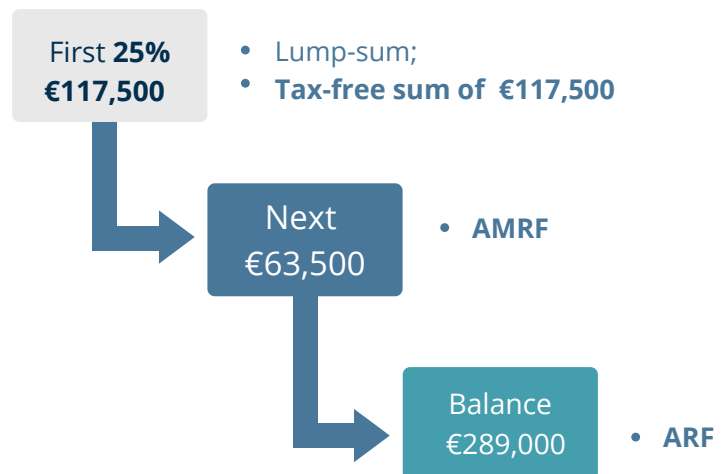 First 25%
€117,500
• Lump-sum;
• Tax-free sum of €117,500
Next
€63,500
• AMRF
Balance
€289,000
• ARF